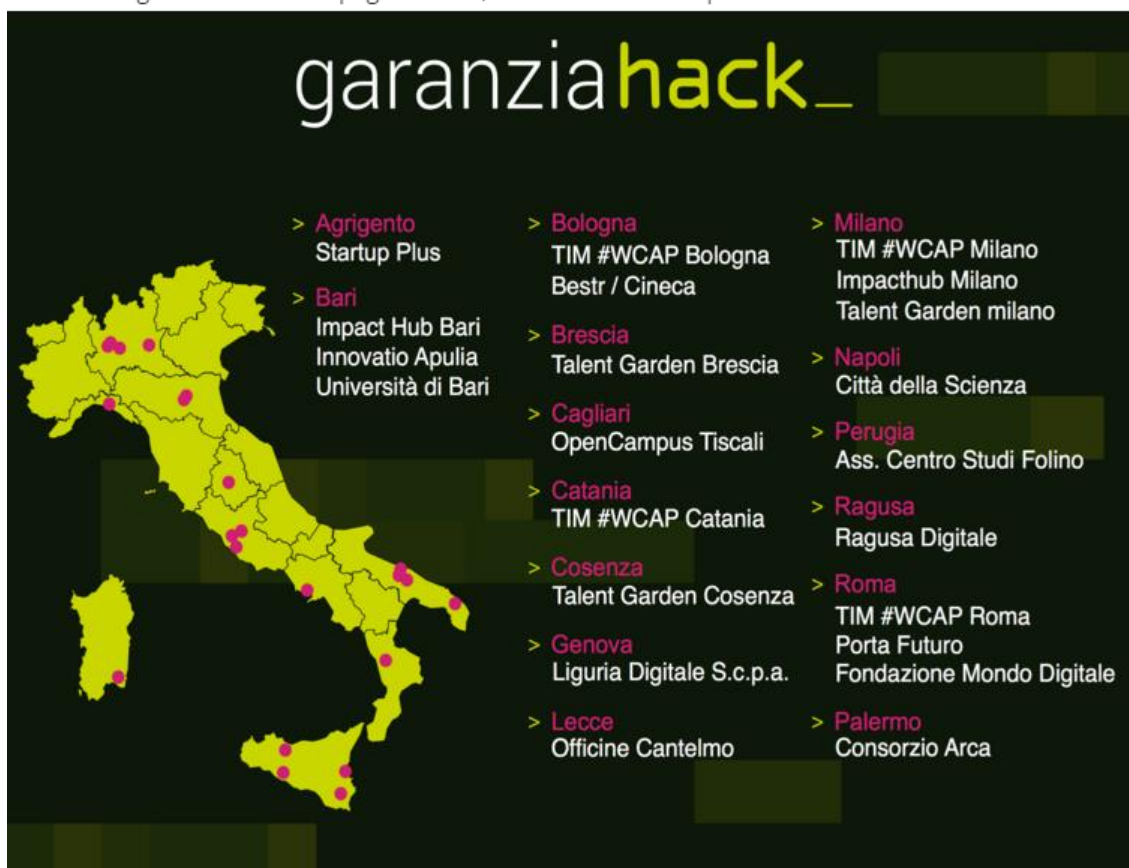 garanziahack_
> Agrigento
Startup Plus
> Bari
Impact Hub Bari
Innovatio Apulia
Università di Bari
> Bologna
TIM #WCAP Bologna
Bestr / Cineca
> Brescia
Talent Garden Brescia
> Cagliari
OpenCampus Tiscali
> Catania
TIM #WCAP Catania
> Cosenza
Talent Garden Cosenza
> Genova
Liguria Digitale S.c.p.a.
> Lecce
Officine Cantelmo
> Milano
TIM #WCAP Milano
Impacthub Milano
Talent Garden milano
> Napoli
Città della Scienza
> Perugia
Ass. Centro Studi Folino
> Ragusa
Ragusa Digitale
> Roma
TIM #WCAP Roma
Porta Futuro
Fondazione Mondo Digitale
> Palermo
Consorzio Arca